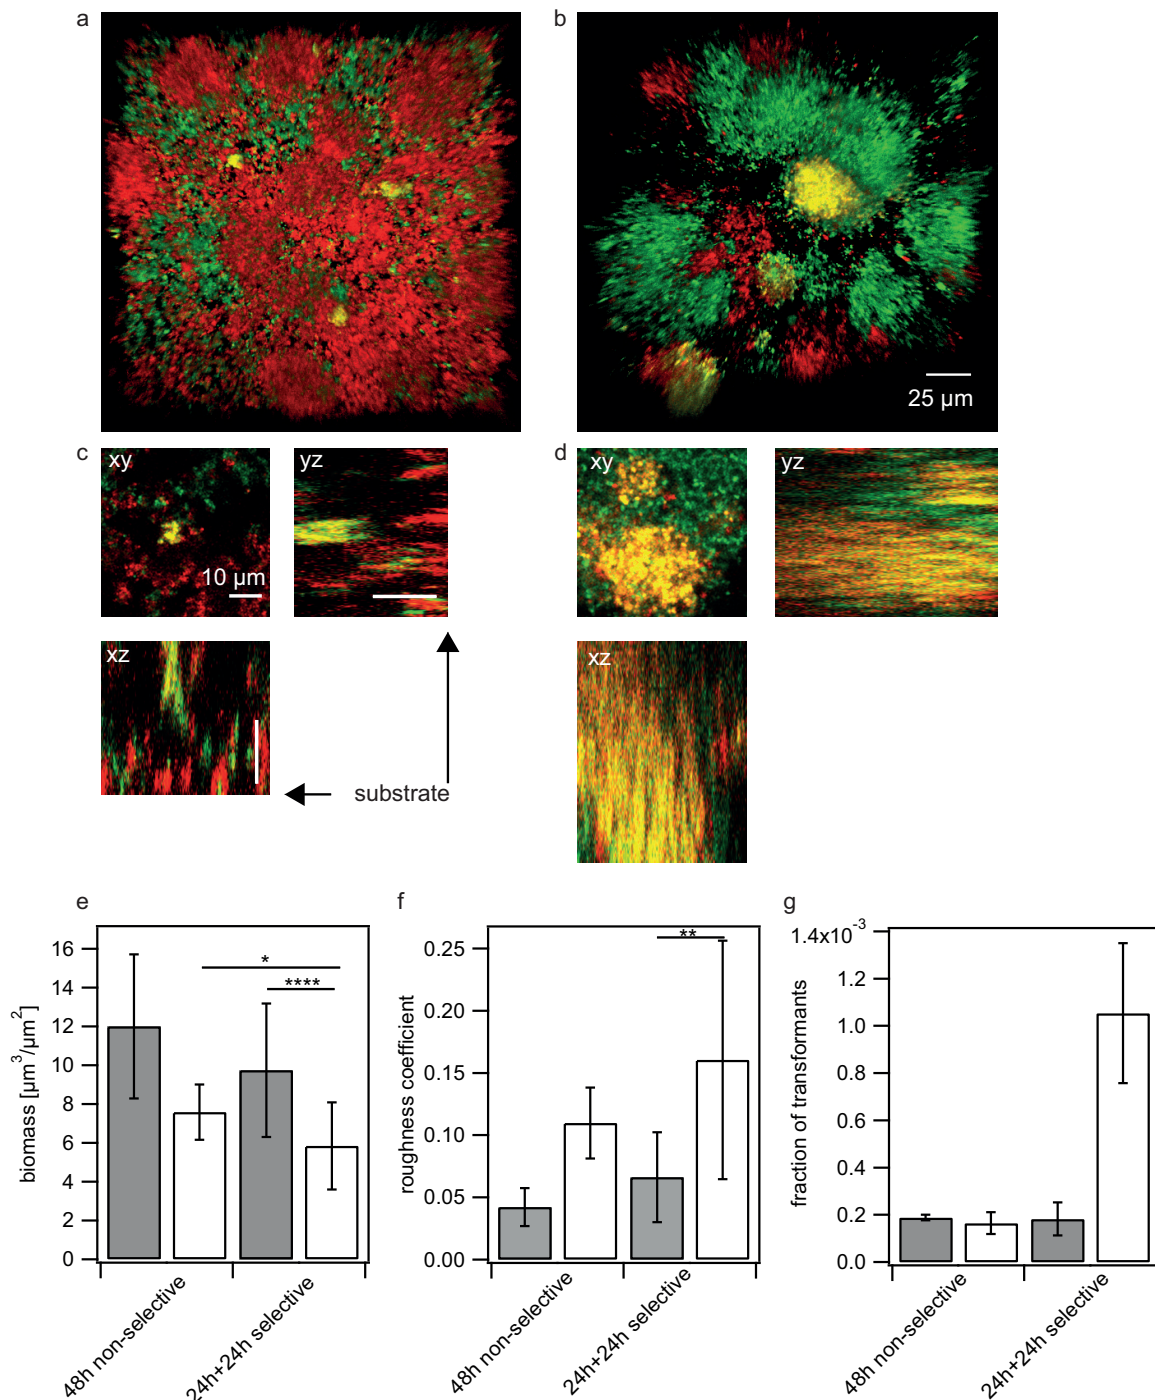 a
b
25 µm
c
xy
10 µm
yz
d
xy
yz
xz
substrate
xz
e
biomass [µm³/µm²]
16
14
12
10
8
6
4
2
0
*
****
48h non-selective
24h+24h selective
f
roughness coefficient
0.25
0.20
0.15
0.10
0.05
0.00
**
48h non-selective
24h+24h selective
g
fraction of transformants
1.4x10⁻³
1.2
1.0
0.8
0.6
0.4
0.2
0.0
48h non-selective
24h+24h selective